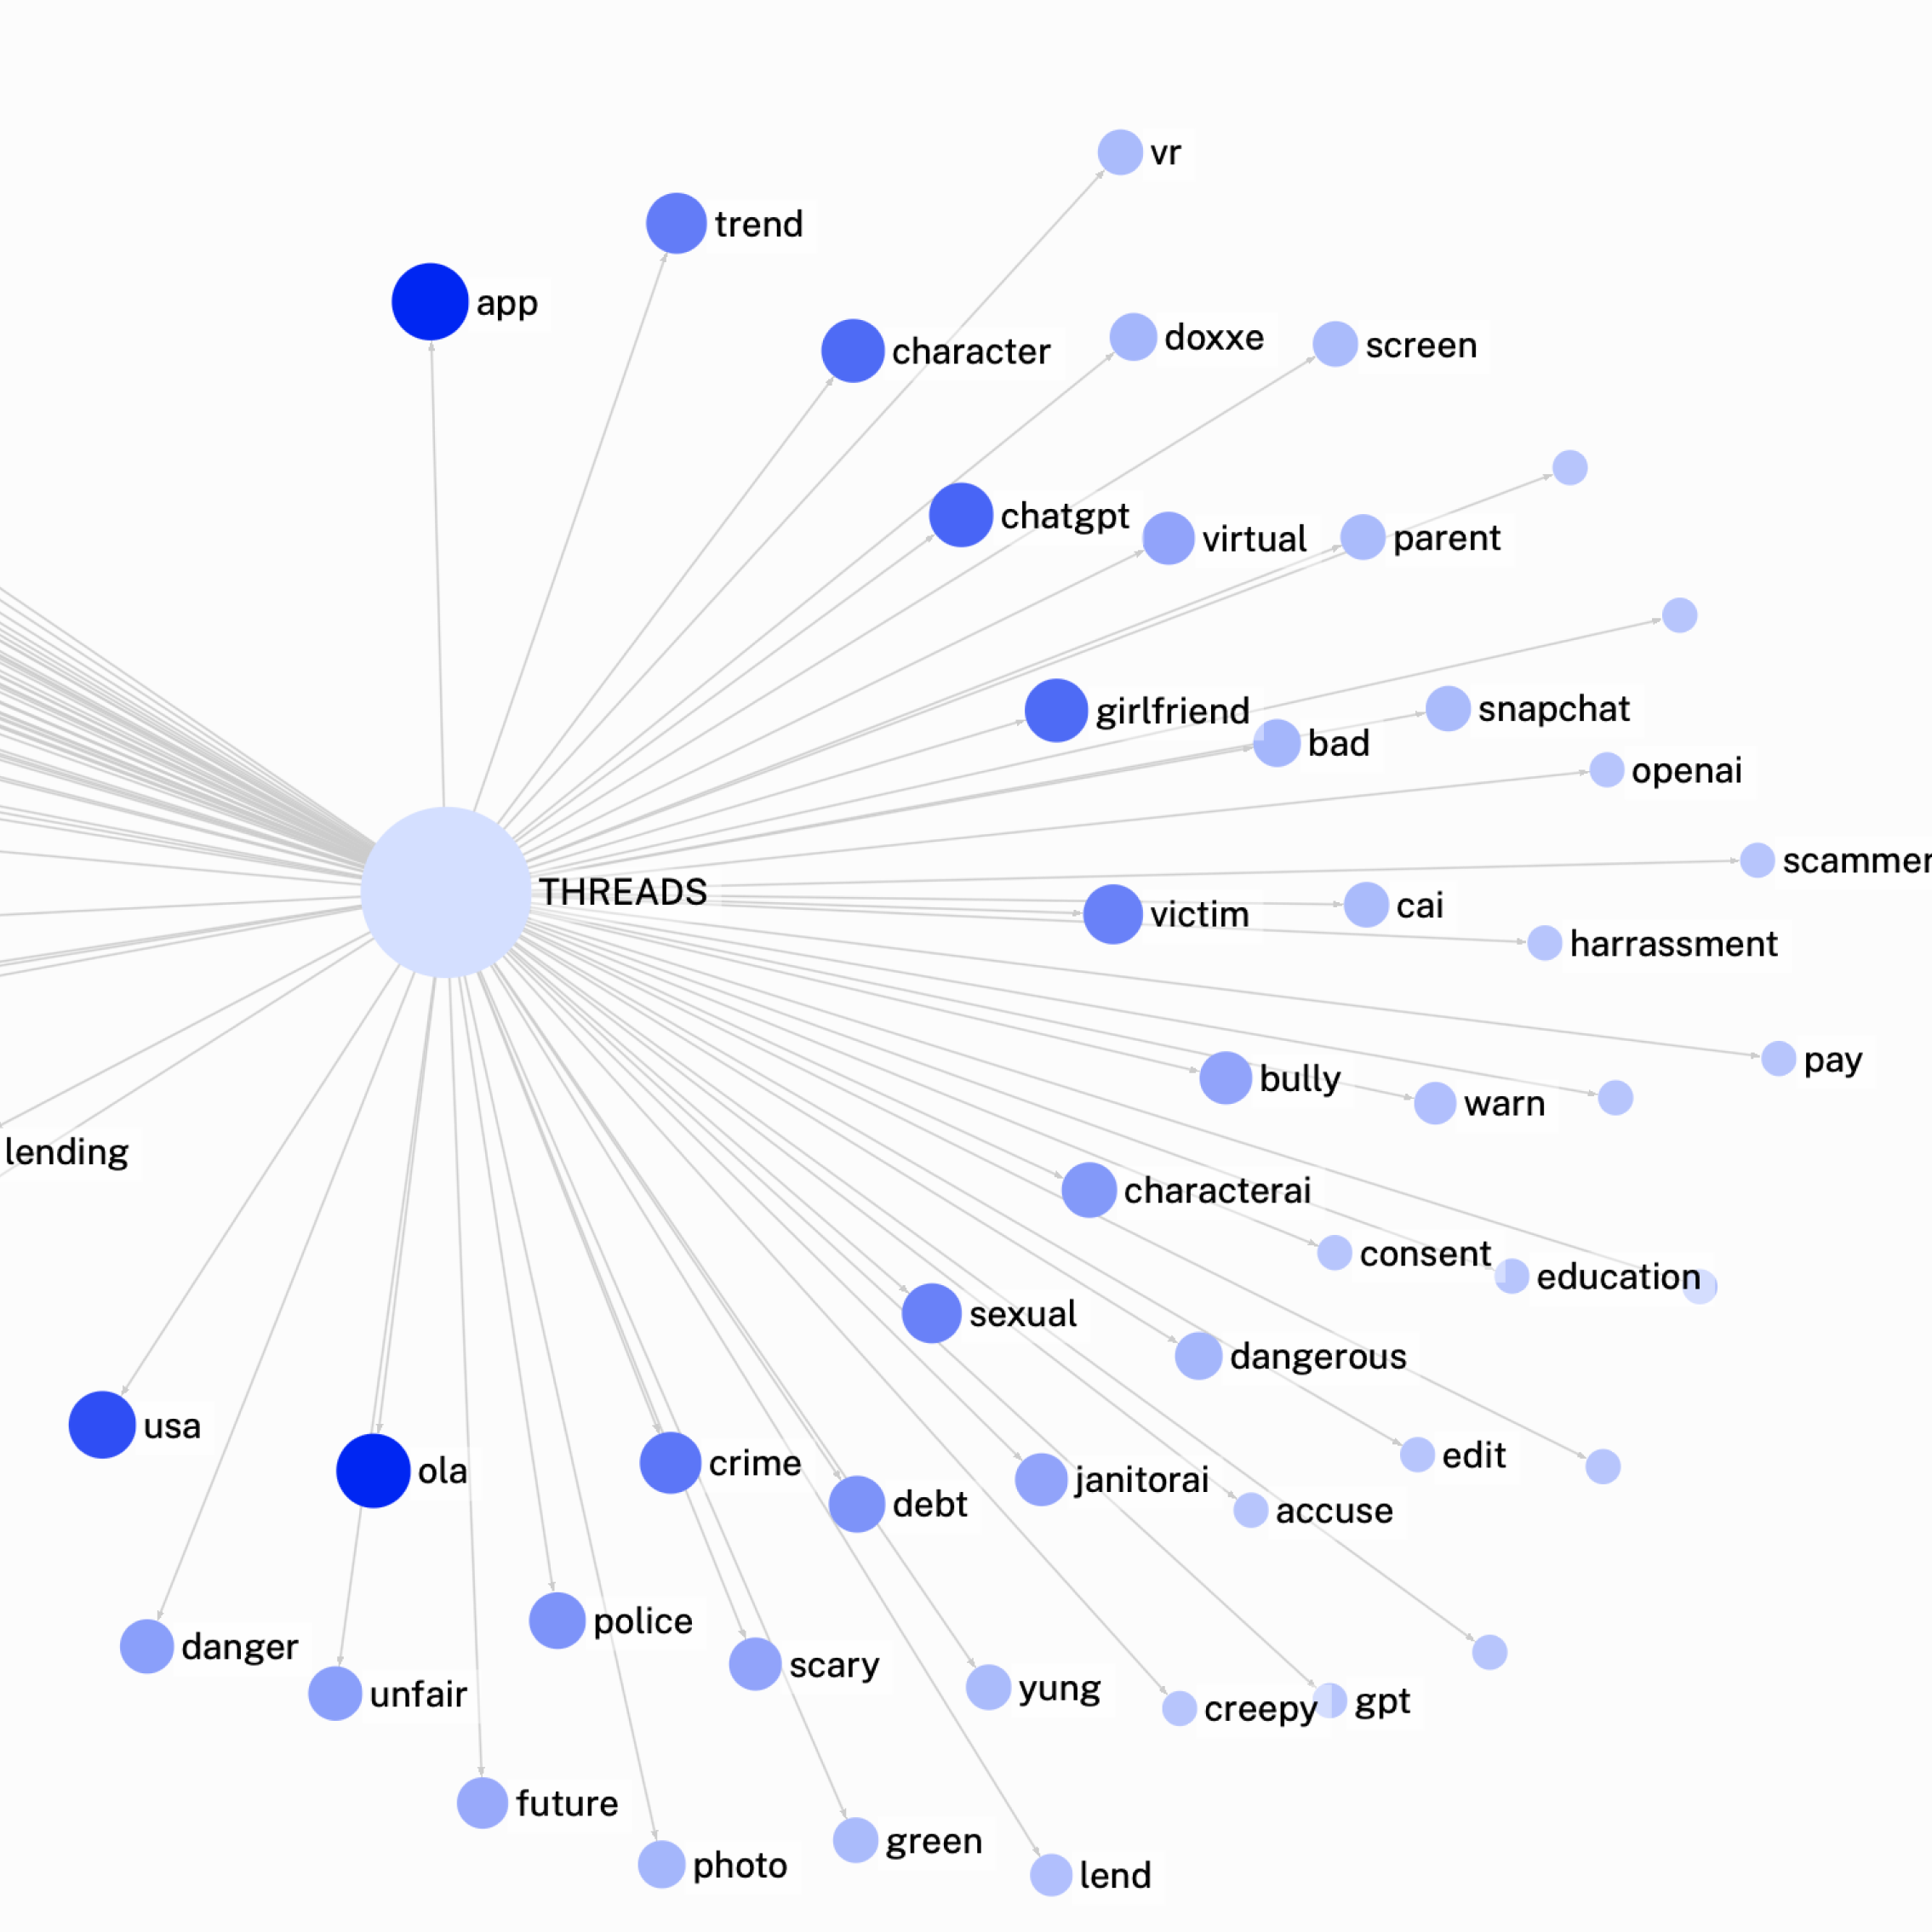 vr
trend
app
character
doxxe
screen
chatgpt
virtual
parent
girlfriend
snapchat
bad
openai
scammer
THREADS
victim
cai
harrassment
pay
bully
warn
lending
characterai
consent
education
sexual
dangerous
usa
ola
crime
edit
janitorai
debt
accuse
police
danger
scary
unfair
yung
creepy
gpt
future
green
photo
lend